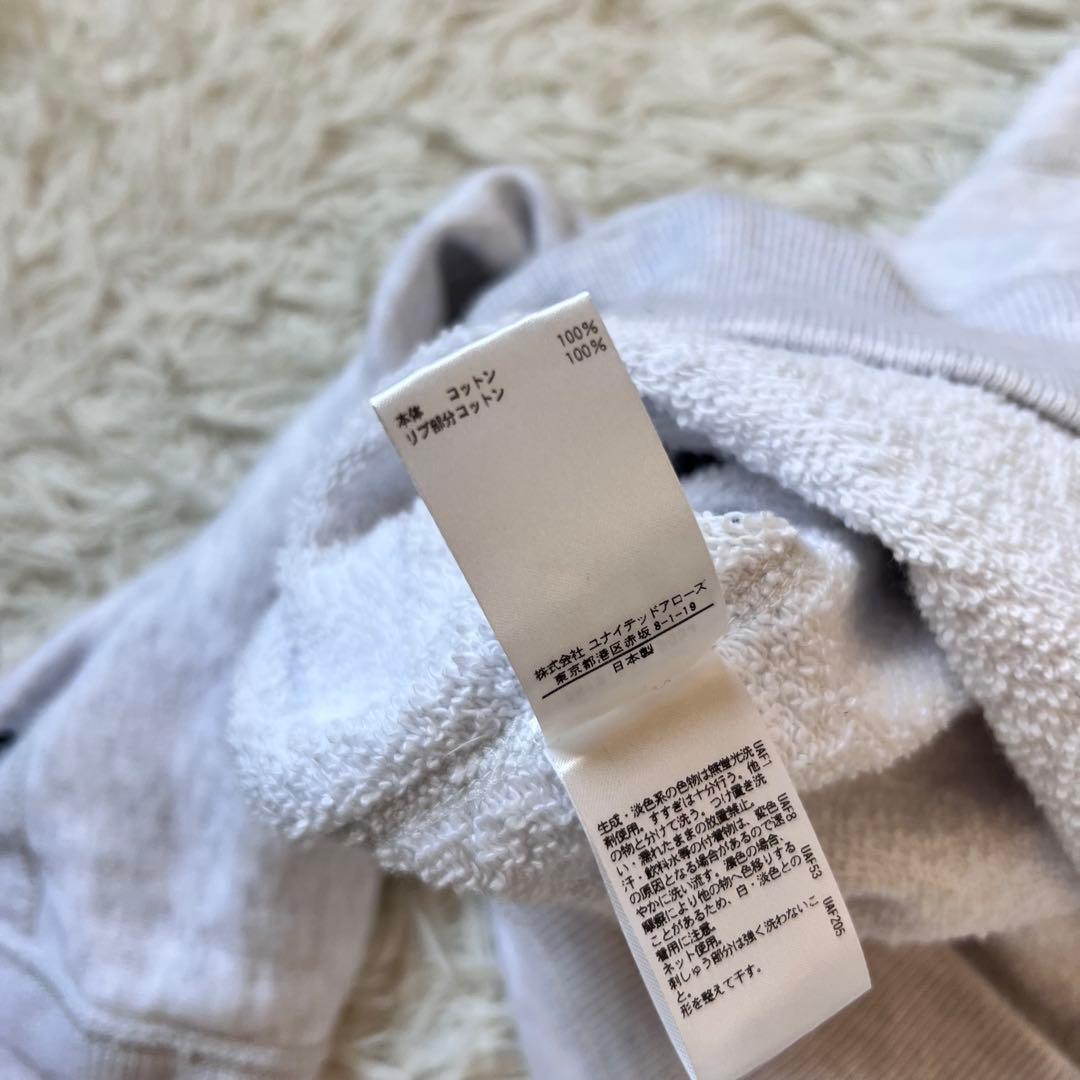 本体 コットン 100%
リブ部分コットン 100%
株式会社 ユナイテッドアローズ
東京都港区赤坂 8-1-19
日本製
生成・淡色系の色物は無蛍光洗
剤使用。すすぎは十分行う。他
の物と分けて洗う。つけ置き洗
い・濡れたままの放置禁止。
汗・飲料水等の付着物は、変色
の原因となる場合があるので速
やかに洗い流す。濃色の場合、
摩擦により他の物へ色移りする
ことがあるため、白・淡色との
着用に注意。
ネット使用。
刺しゅう部分は強く洗わないこ
と。
形を整えて干す。
UAF1 UAF8 UAF53 UAF205